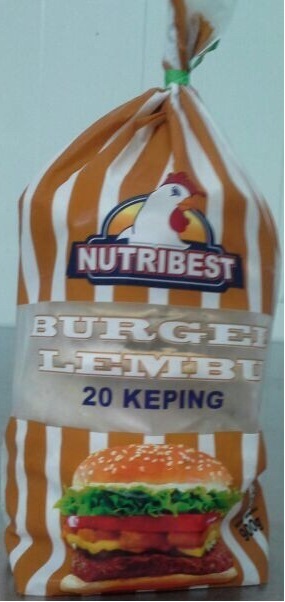 NUTRIBEST
BURGER
LEMBU
20 KEPING